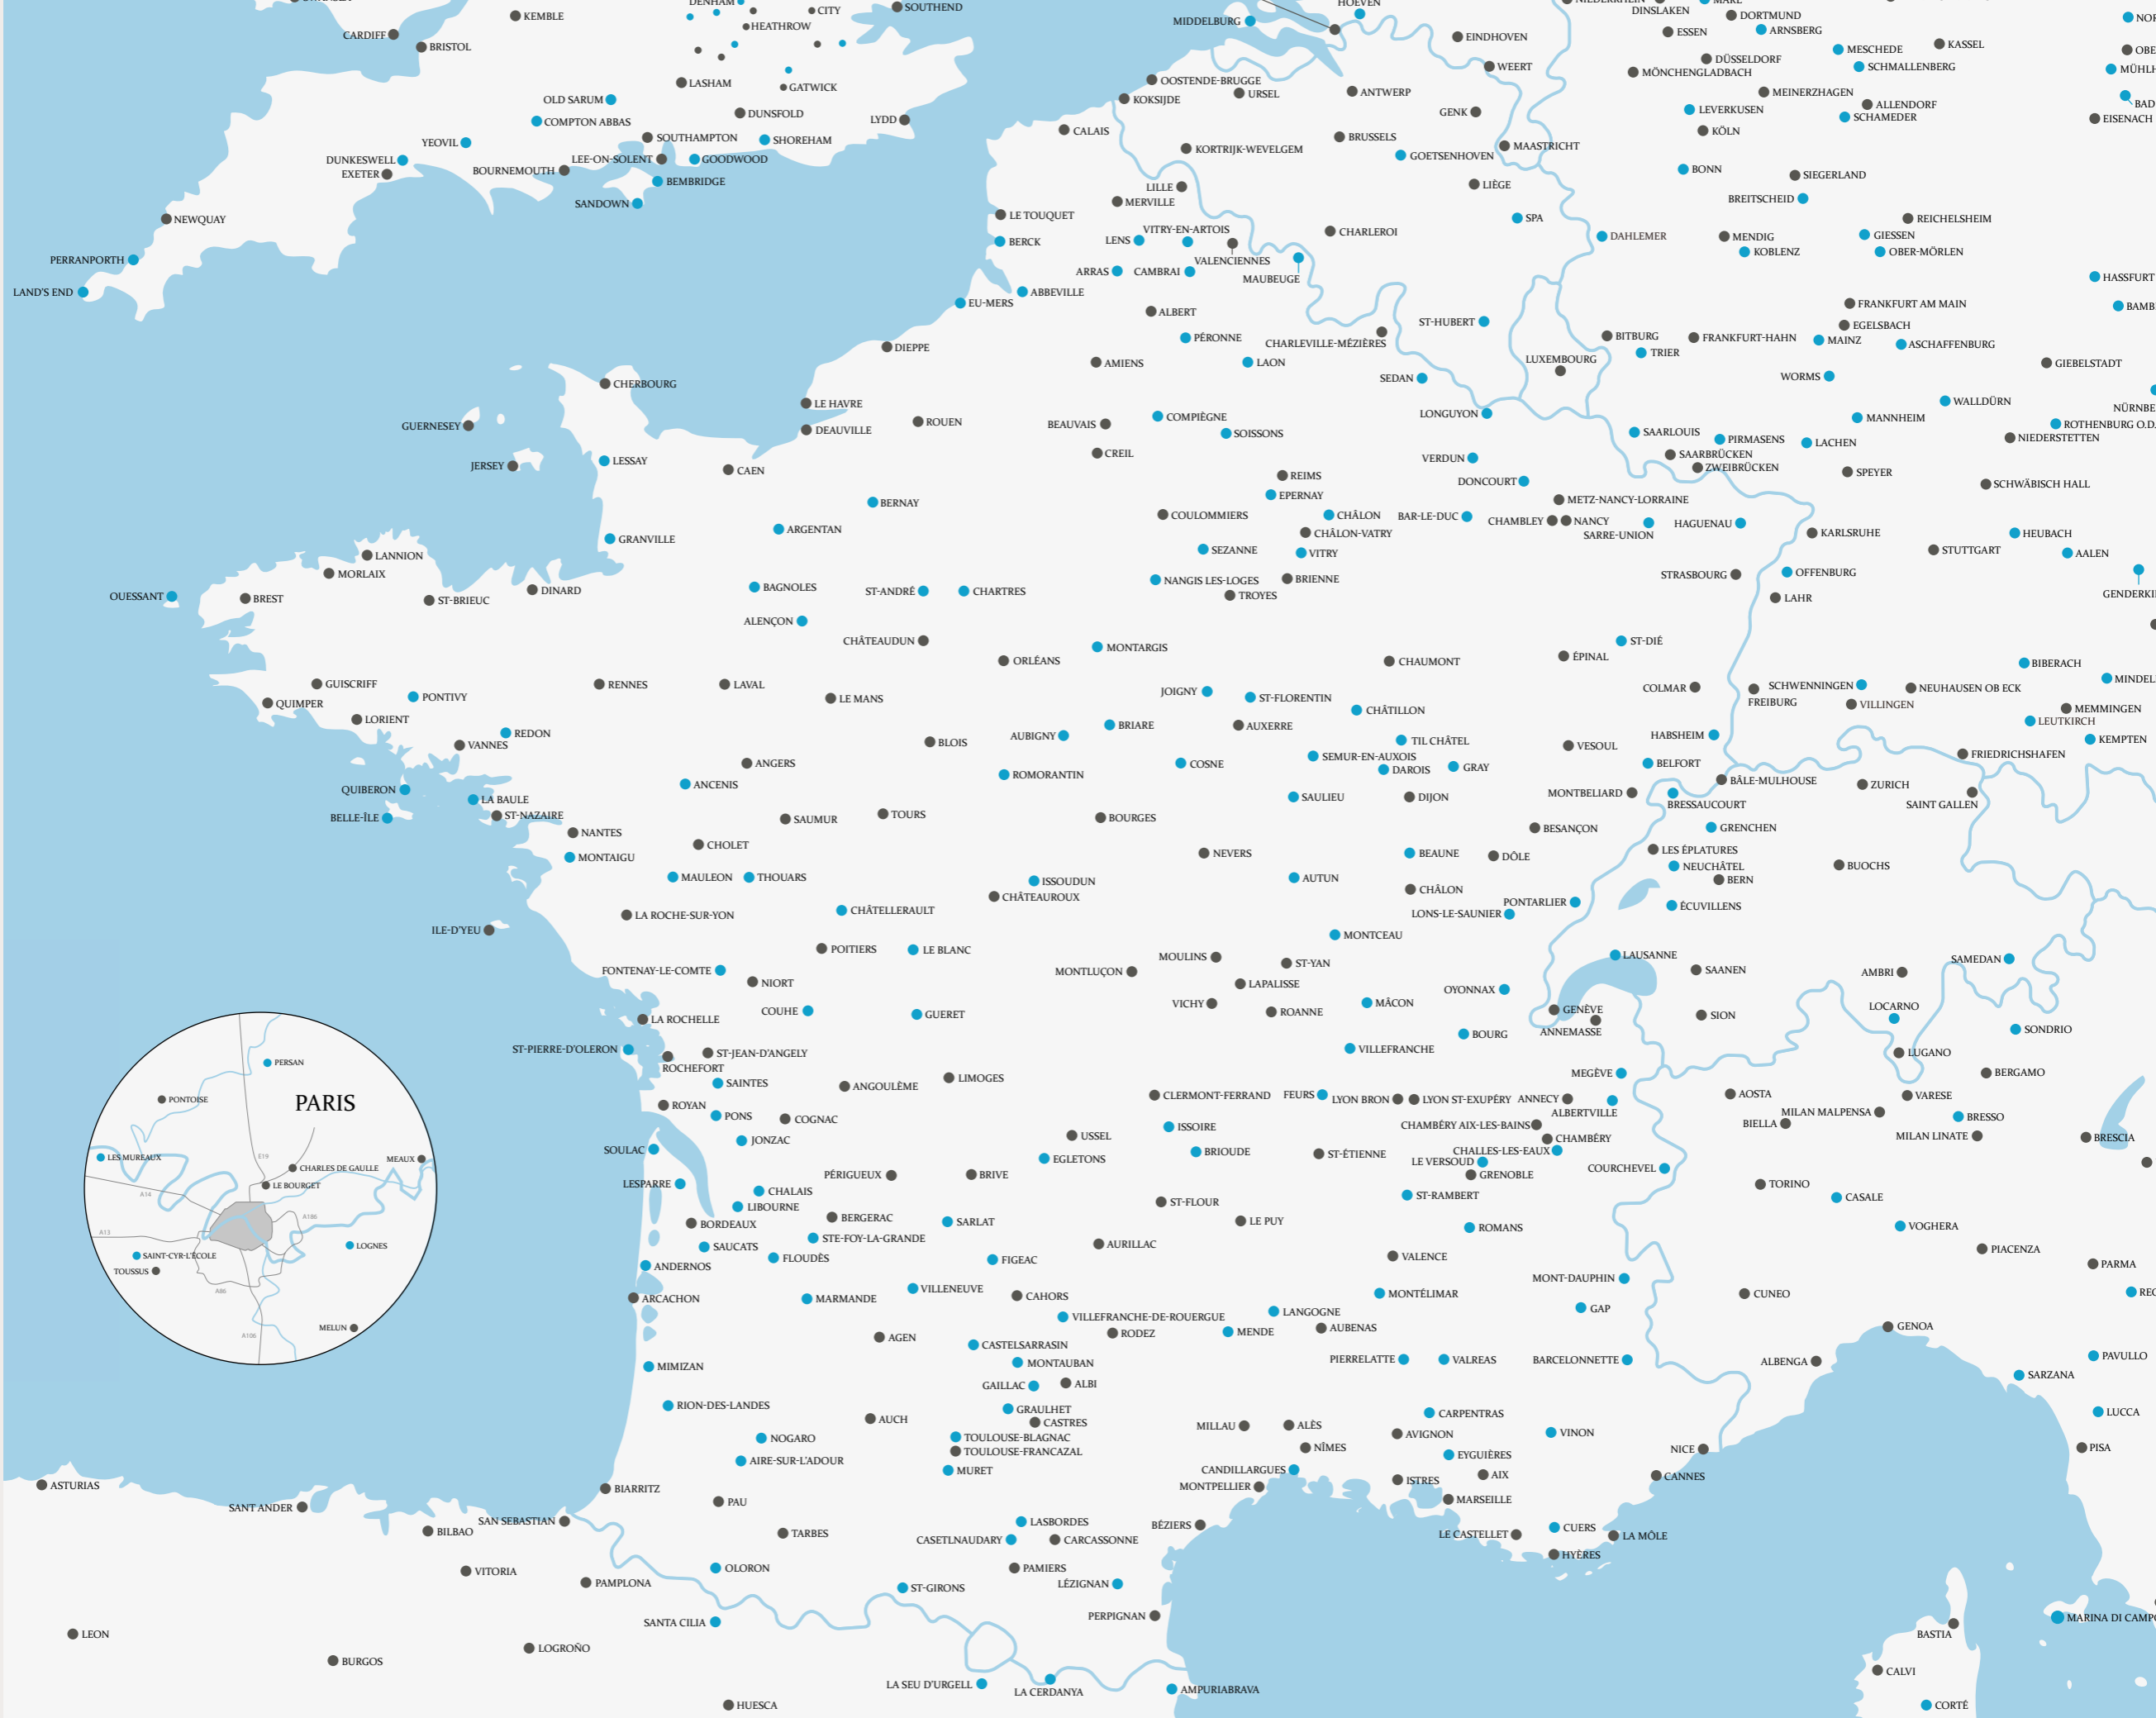 DENHAM
CITY
SOUTHEND
KEMBLE
HEATHROW
CARDIFF
BRISTOL
LASHAM
GATWICK
OLD SARUM
DUNSFOLD
COMPTON ABBAS
LYDD
YEOVIL
SOUTHAMPTON
SHOREHAM
DUNKESWELL
LEE-ON-SOLENT
GOODWOOD
EXETER
BOURNEMOUTH
BEMBRIDGE
SANDOWN
NEWQUAY
PERRANPORTH
LAND'S END
HOEVEN
MIDDELBURG
EINDHOVEN
WEERT
OOSTENDE-BRUGGE
KOKSIJDE
URSEL
ANTWERP
GENK
CALAIS
BRUSSELS
MAASTRICHT
KORTRIJK-WEVELGEM
GOETSENHOVEN
LILLE
LIÈGE
MERVILLE
LE TOUQUET
SPA
BERCK
LENS
VITRY-EN-ARTOIS
CHARLEROI
VALENCIENNES
ARRAS
CAMBRAI
MAUBEUGE
ABBEVILLE
EU-MERS
ALBERT
ST-HUBERT
PÉRONNE
CHARLEVILLE-MÉZIÈRES
DIEPPE
AMIENS
LAON
SEDAN
LUXEMBOURG
DINSLAKEN
MARL
DORTMUND
ESSEN
ARNSBERG
MESCHEDE
KASSEL
DÜSSELDORF
SCHMALLENBERG
MÖNCHENGLADBACH
MEINERZHAGEN
LEVERKUSEN
ALLENDORF
SCHAMEDER
BAD
EISENACH
KÖLN
BONN
SIEGERLAND
BREITSCHEID
REICHELSHEIM
DAHLEMER
MENDIG
GIESSEN
KOBLENZ
OBER-MÖRLEN
HASSFURT
BAMB
FRANKFURT AM MAIN
EGELSBACH
BITBURG
FRANKFURT-HAHN
MAINZ
ASCHAFFENBURG
TRIER
GIEBELSTADT
WORMS
WALLDÜRN
NÜRNBE
MANNHEIM
ROTHENBURG O.D.
NIEDERSTETTEN
SAARLOUIS
PIRMASENS
LACHEN
SAARBRÜCKEN
ZWEIBRÜCKEN
SPEYER
SCHWÄBISCH HALL
CHERBOURG
LE HAVRE
GUERNESEY
DEAUVILLE
ROUEN
BEAUVAIS
COMPIÈGNE
LONGUYON
SOISSONS
JERSEY
LESSAY
CAEN
CREIL
VERDUN
REIMS
DONCOURT
EPERNAY
BERNAY
METZ-NANCY-LORRAINE
COULOMMIERS
CHÂLON
BAR-LE-DUC
CHAMBLEY
NANCY
SARRE-UNION
HAGUENAU
ARGENTAN
CHÂLON-VATRY
KARLSRUHE
HEUBACH
GRANVILLE
SEZANNE
VITRY
STUTTGART
AALEN
LANNION
MORLAIX
NANGIS LES-LOGES
BRIENNE
STRASBOURG
OFFENBURG
OUESSANT
BREST
ST-BRIEUC
DINARD
BAGNOLES
ST-ANDRÉ
CHARTRES
TROYES
LAHR
GENDERKI
ALENÇON
CHÂTEAUDUN
MONTARGIS
ST-DIÉ
ORLÉANS
CHAUMONT
ÉPINAL
BIBERACH
GUISCRIFF
PONTIVY
RENNES
LAVAL
LE MANS
JOIGNY
ST-FLORENTIN
COLMAR
FREIBURG
SCHWENNINGEN
NEUHAUSEN OB ECK
MINDEL
QUIMPER
LORIENT
CHÂTILLON
VILLINGEN
MEMMINGEN
LEUTKIRCH
REDON
VANNES
BLOIS
AUBIGNY
BRIARE
AUXERRE
TIL CHÂTEL
VESOUL
HABSHEIM
KEMPTEN
FRIEDRICHSHAFEN
ANGERS
ROMORANTIN
COSNE
SEMUR-EN-AUXOIS
DAROIS
GRAY
BELFORT
QUIBERON
ANCENIS
BÂLE-MULHOUSE
ZURICH
LA BAULE
SAULIEU
DIJON
MONTBELIARD
BRESSAUCOURT
SAINT GALLEN
BELLE-ÎLE
ST-NAZAIRE
SAUMUR
TOURS
BOURGES
BESANÇON
GRENCHEN
NANTES
CHOLET
MONTAIGU
NEVERS
BEAUNE
DÔLE
LES ÉPLATURES
NEUCHÂTEL
BUOCHS
MAULEON
THOUARS
ISSOUDUN
AUTUN
BERN
CHÂTEAUROUX
CHÂLON
CHÂTELLERAULT
PONTARLIER
ÉCUVILLENS
LA ROCHE-SUR-YON
LONS-LE-SAUNIER
ILE-D'YEU
POITIERS
LE BLANC
MONTCEAU
FONTENAY-LE-COMTE
MOULINS
ST-YAN
LAUSANNE
SAMEDAN
NIORT
MONTLUÇON
LAPALISSE
SAANEN
AMBRI
OYONNAX
COUHE
GUERET
VICHY
ROANNE
MÂCON
GENÈVE
SION
LOCARNO
LA ROCHELLE
ANNEMASSE
SONDRIO
ST-PIERRE-D'OLERON
BOURG
ROCHEFORT
ST-JEAN-D'ANGELY
VILLEFRANCHE
LUGANO
SAINTES
ANGOULÊME
LIMOGES
MEGÈVE
BERGAMO
ROYAN
CLERMONT-FERRAND
FEURS
LYON BRON
LYON ST-EXUPÉRY
ANNECY
ALBERTVILLE
AOSTA
VARESE
PONS
COGNAC
ISSOIRE
CHAMBÉRY AIX-LES-BAINS
BIELLA
MILAN MALPENSA
BRESSO
JONZAC
USSEL
CHAMBÉRY
MILAN LINATE
BRESCIA
SOULAC
EGLETONS
BRIOUDE
ST-ÉTIENNE
CHALLES-LES-EAUX
LE VERSOUD
COURCHEVEL
LESPARRE
PÉRIGUEUX
BRIVE
GRENOBLE
TORINO
CHALAIS
ST-FLOUR
ST-RAMBERT
CASALE
LIBOURNE
BORDEAUX
BERGERAC
SARLAT
LE PUY
ROMANS
VOGHERA
SAUCATS
STE-FOY-LA-GRANDE
AURILLAC
PIACENZA
FLOUDÈS
FIGEAC
VALENCE
ANDERNOS
PARMA
MONT-DAUPHIN
VILLENEUVE
CAHORS
MONTÉLIMAR
CUNEO
REG
ARCACHON
MARMANDE
GAP
LANGOGNE
VILLEFRANCHE-DE-ROUERGUE
AGEN
RODEZ
MENDE
AUBENAS
GENOA
CASTELSARRASIN
MONTAUBAN
PIERRELATTE
VALREAS
BARCELONNETTE
ALBENGA
PAVULLO
MIMIZAN
SARZANA
GAILLAC
ALBI
RION-DES-LANDES
GRAULHET
CARPENTRAS
LUCCA
AUCH
CASTRES
MILLAU
ALÈS
AVIGNON
VINON
NOGARO
TOULOUSE-BLAGNAC
TOULOUSE-FRANCAZAL
NÎMES
EYGUIÈRES
NICE
PISA
AIRE-SUR-L'ADOUR
MURET
CANDILLARGUES
ISTRES
AIX
CANNES
ASTURIAS
BIARRITZ
PAU
MONTPELLIER
MARSEILLE
SANT ANDER
SAN SEBASTIAN
BILBAO
TARBES
LASBORDES
BÉZIERS
CASETLNAUDARY
CARCASSONNE
LE CASTELLET
CUERS
LA MÔLE
HYÈRES
VITORIA
PAMPLONA
OLORON
PAMIERS
ST-GIRONS
LÉZIGNAN
PERPIGNAN
SANTA CILIA
LEON
LOGROÑO
BURGOS
MARINA DI CAMPO
BASTIA
CALVI
LA SEU D'URGELL
LA CERDANYA
AMPURIABRAVA
HUESCA
CORTÉ
PERSAN
PONTOISE
PARIS
LES MUREAUX
E19
CHARLES DE GAULLE
MEAUX
LE BOURGET
A14
A186
A13
SAINT-CYR-L'ÉCOLE
LOGNES
TOUSSUS
A86
MELUN
A106